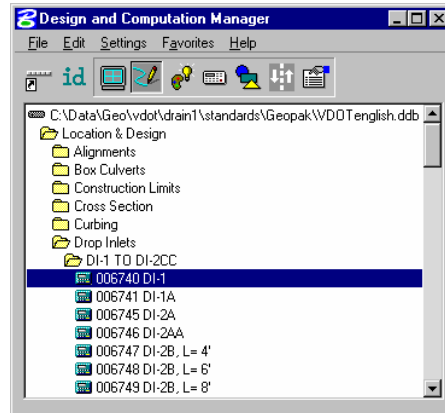 Design and Computation Manager
File Edit Settings Favorites Help
id
C:\Data\Geo\vdot\drain1\standards\Geopak\VDOTenglish.ddb
Location & Design
Alignments
Box Culverts
Construction Limits
Cross Section
Curbing
Drop Inlets
DI-1 TO DI-2CC
006740 DI-1
006741 DI-1A
006745 DI-2A
006746 DI-2AA
006747 DI-2B, L= 4'
006748 DI-2B, L= 6'
006749 DI-2B, L= 8'